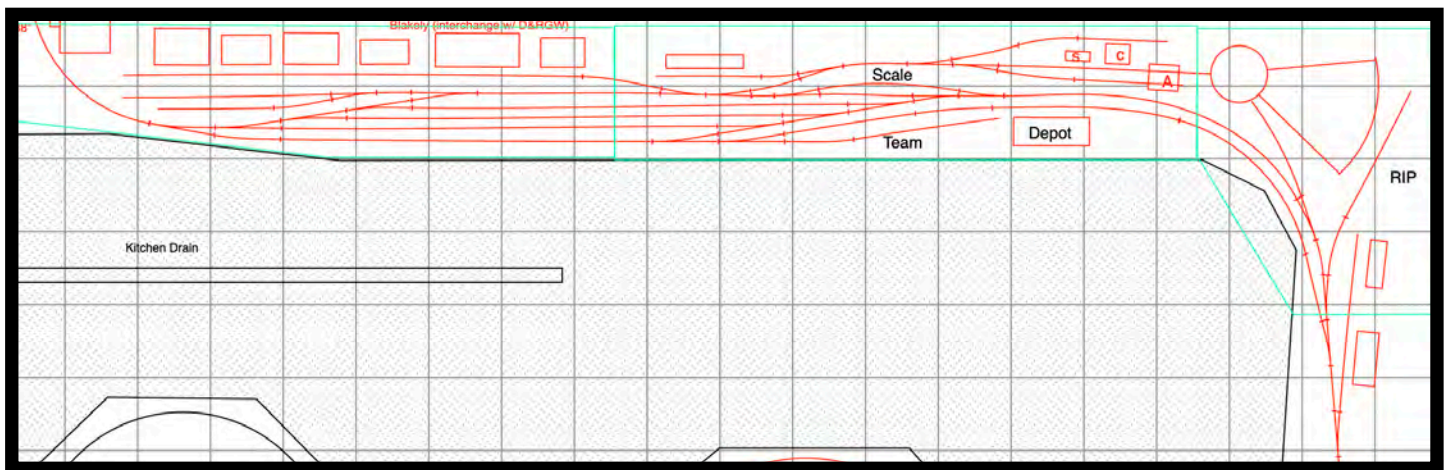 Blakely (interchange w/ D&RGW)
Scale
S
C
A
Team
Depot
RIP
Kitchen Drain